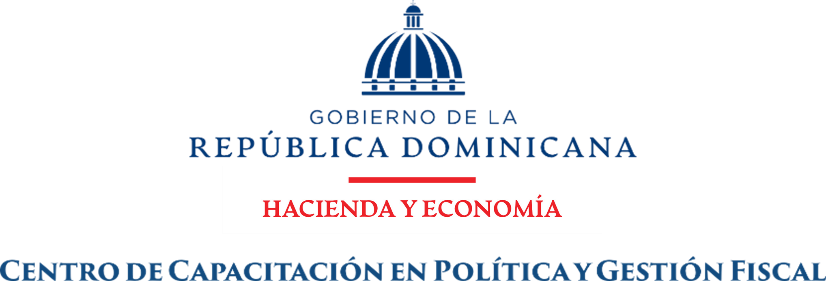 GOBIERNO DE LA
REPÚBLICA DOMINICANA
HACIENDA Y ECONOMÍA
CENTRO DE CAPACITACIÓN EN POLÍTICA Y GESTIÓN FISCAL